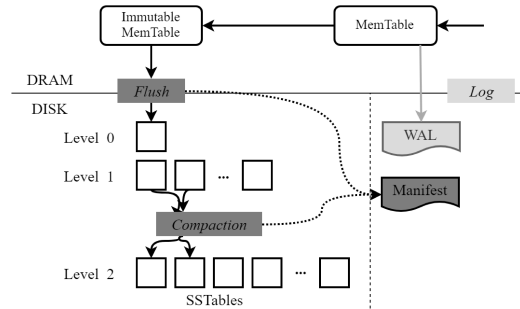 Immutable
MemTable
MemTable
DRAM
Flush
Log
DISK
Level 0
WAL
Level 1
...
Manifest
Compaction
Level 2
...
SSTables